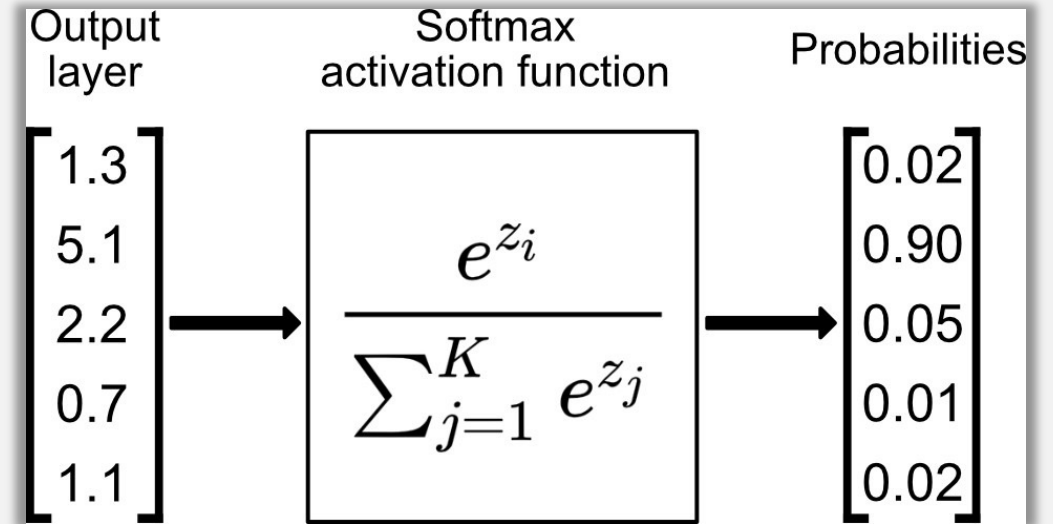 Output
layer
Softmax
activation function
Probabilities
1.3
5.1
2.2
0.7
1.1
e^{z_i}
∑_{j=1}^{K} e^{z_j}
0.02
0.90
0.05
0.01
0.02